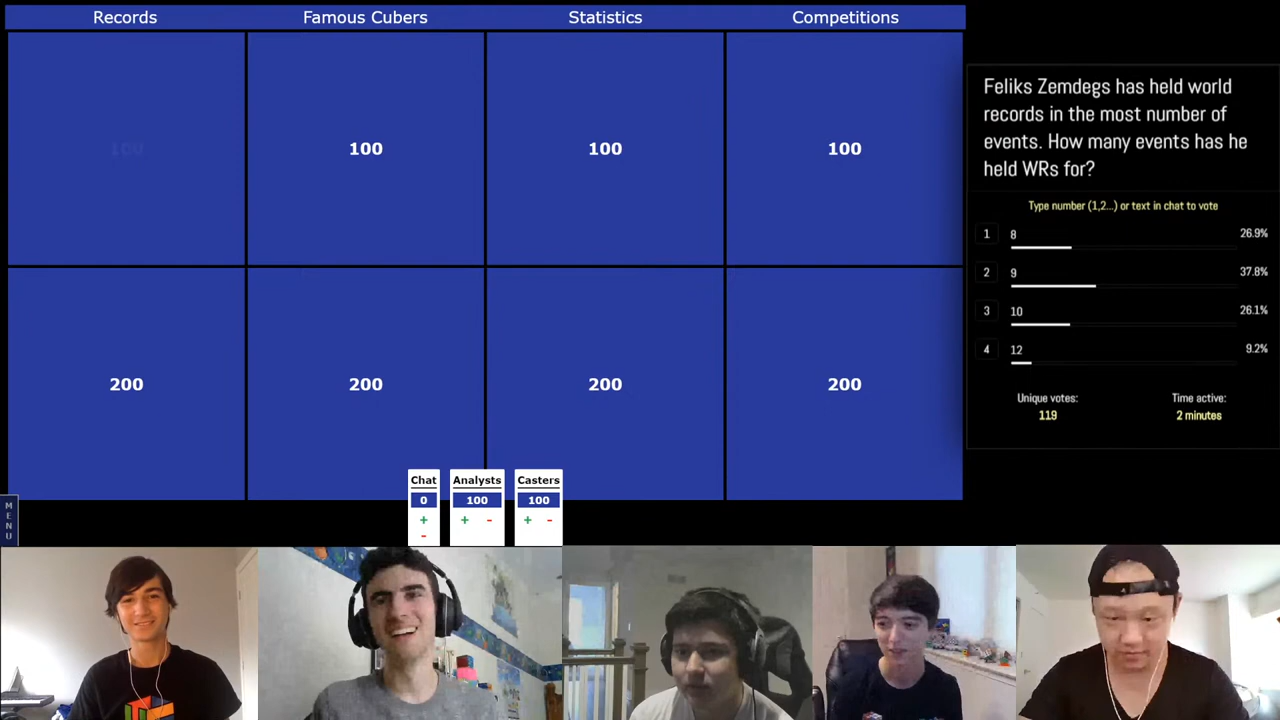 Records Famous Cubers Statistics Competitions
100 100 100 100
200 200 200 200
Feliks Zemdegs has held world
records in the most number of
events. How many events has he
held WRs for?
Type number (1,2...) or text in chat to vote
1 8 26.9%
2 9 37.8%
3 10 26.1%
4 12 9.2%
Unique votes: Time active:
119 2 minutes
Chat Analysts Casters
0 100 100
+ + - + -
-
MENU